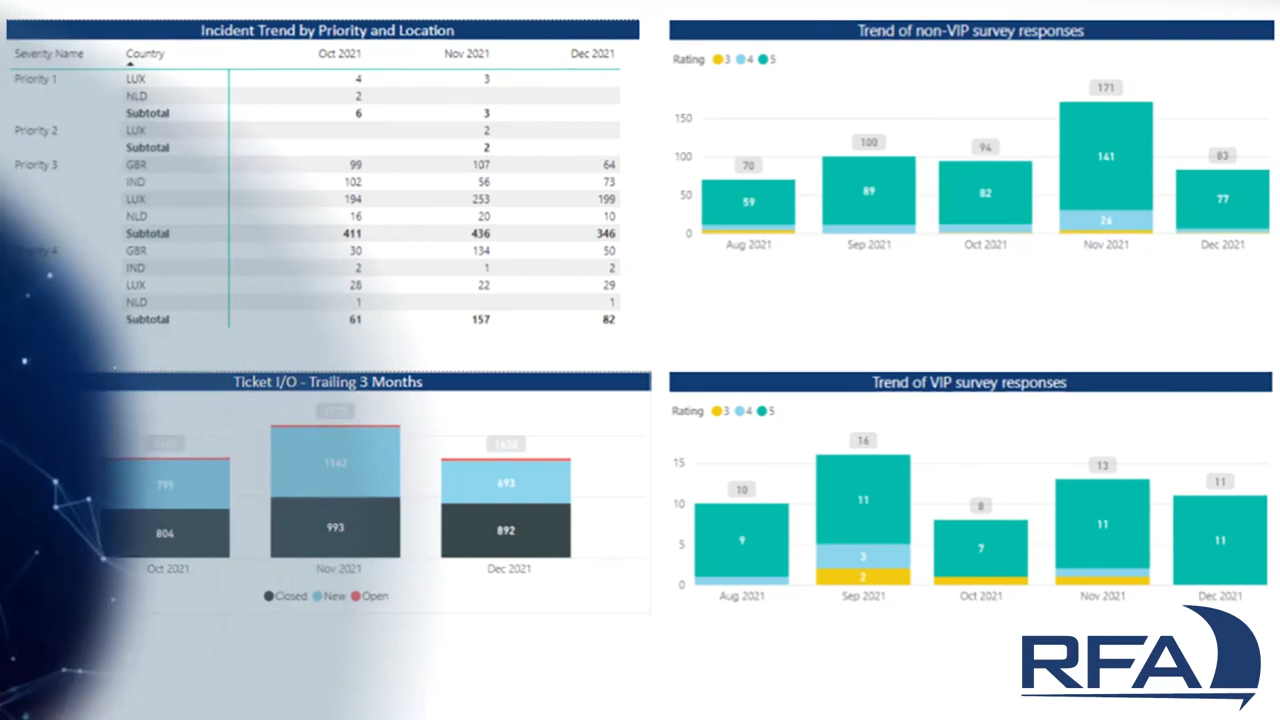 Incident Trend by Priority and Location
Severity Name Country Oct 2021 Nov 2021 Dec 2021
Priority 1 LUX 4 3
NLD 2
Subtotal 6 3
Priority 2 LUX 2
Subtotal 2
Priority 3 GBR 99 107 64
IND 102 56 73
LUX 194 253 199
NLD 16 20 10
Subtotal 411 436 346
Priority 4 GBR 30 134 50
IND 2 1 2
LUX 28 22 29
NLD 1 1
Subtotal 61 157 82
Trend of non-VIP survey responses
Rating 3 4 5
171
150
100
94
83
70
100
141
89
82
77
59
50
26
0
Aug 2021 Sep 2021 Oct 2021 Nov 2021 Dec 2021
Ticket I/O - Trailing 3 Months
1630
799 1162 693
804 993 892
Oct 2021 Nov 2021 Dec 2021
Closed New Open
Trend of VIP survey responses
Rating 3 4 5
16
15
13
11
10
8
10
11
11
9
7
11
5
3
2
0
Aug 2021 Sep 2021 Oct 2021 Nov 2021 Dec 2021
RFA